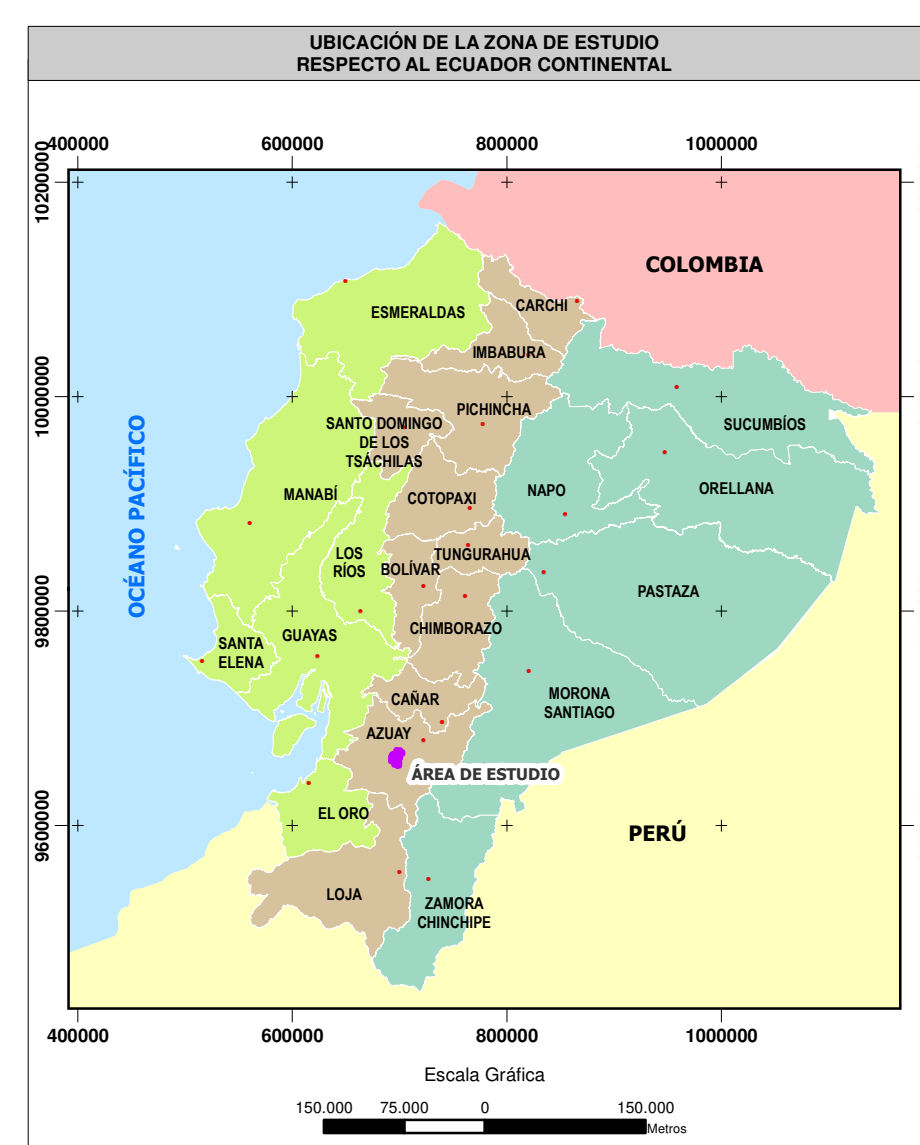 UBICACIÓN DE LA ZONA DE ESTUDIO
RESPECTO AL ECUADOR CONTINENTAL
400000 600000 800000 1000000
10200000
COLOMBIA
CARCHI
ESMERALDAS
IMBABURA
10000000
PICHINCHA
SANTO DOMINGO
DE LOS
TSÁCHILAS
SUCUMBÍOS
OCÉANO PACÍFICO
MANABÍ
COTOPAXI
NAPO
ORELLANA
LOS
RÍOS
TUNGURAHUA
BOLÍVAR
PASTAZA
9800000
SANTA
ELENA
GUAYAS
CHIMBORAZO
CAÑAR
MORONA
SANTIAGO
AZUAY
ÁREA DE ESTUDIO
EL ORO
9600000
PERÚ
LOJA
ZAMORA
CHINCHIPE
400000 600000 800000 1000000
Escala Gráfica
150.000 75.000 0 150.000
Metros